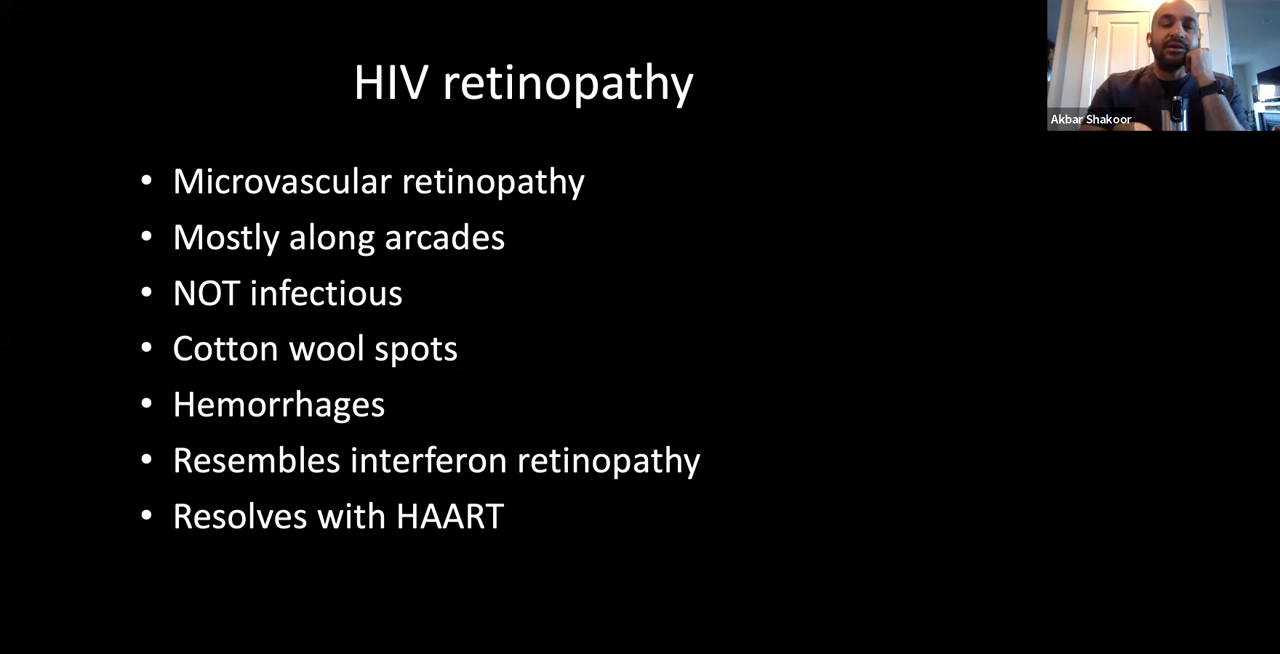 HIV retinopathy
Akbar Shakoor
• Microvascular retinopathy
• Mostly along arcades
• NOT infectious
• Cotton wool spots
• Hemorrhages
• Resembles interferon retinopathy
• Resolves with HAART